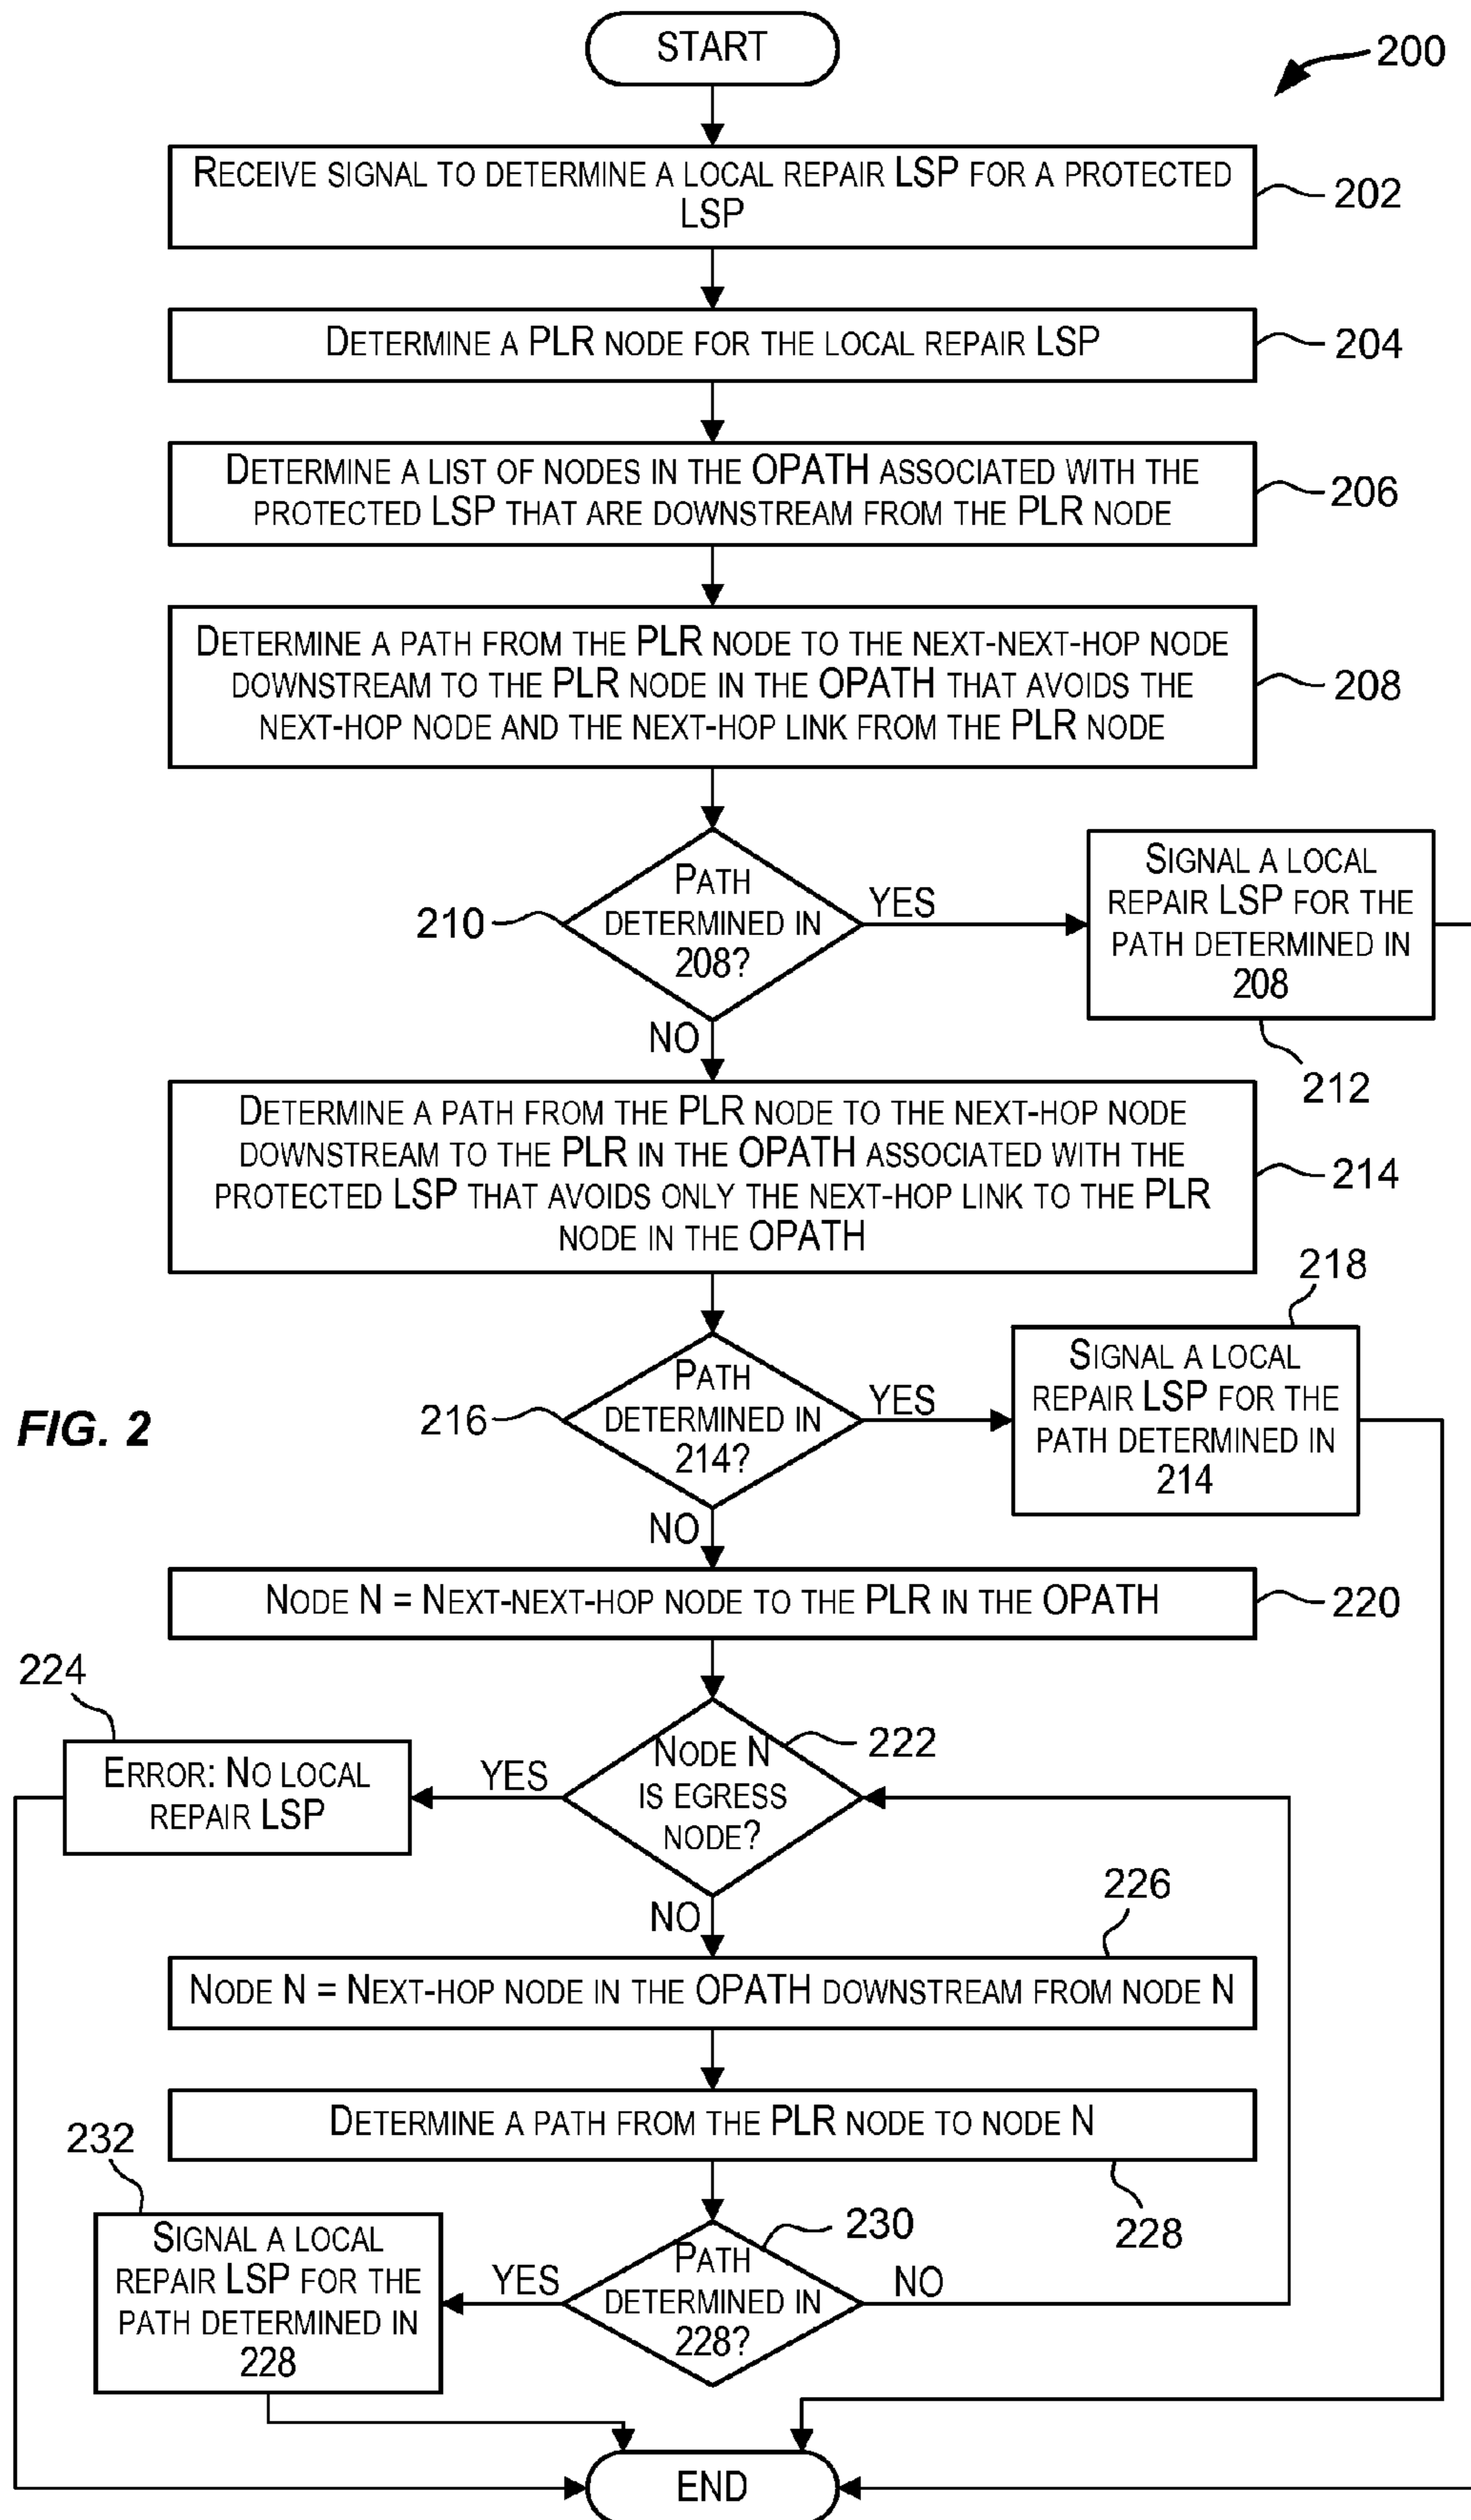 START
200
RECEIVE SIGNAL TO DETERMINE A LOCAL REPAIR LSP FOR A PROTECTED
LSP
202
DETERMINE A PLR NODE FOR THE LOCAL REPAIR LSP
204
DETERMINE A LIST OF NODES IN THE OPATH ASSOCIATED WITH THE
PROTECTED LSP THAT ARE DOWNSTREAM FROM THE PLR NODE
206
DETERMINE A PATH FROM THE PLR NODE TO THE NEXT-NEXT-HOP NODE
DOWNSTREAM TO THE PLR NODE IN THE OPATH THAT AVOIDS THE
NEXT-HOP NODE AND THE NEXT-HOP LINK FROM THE PLR NODE
208
210
PATH
DETERMINED IN
208?
YES
SIGNAL A LOCAL
REPAIR LSP FOR THE
PATH DETERMINED IN
208
212
NO
DETERMINE A PATH FROM THE PLR NODE TO THE NEXT-HOP NODE
DOWNSTREAM TO THE PLR IN THE OPATH ASSOCIATED WITH THE
PROTECTED LSP THAT AVOIDS ONLY THE NEXT-HOP LINK TO THE PLR
NODE IN THE OPATH
214
FIG. 2
216
PATH
DETERMINED IN
214?
YES
218
SIGNAL A LOCAL
REPAIR LSP FOR THE
PATH DETERMINED IN
214
NO
NODE N = NEXT-NEXT-HOP NODE TO THE PLR IN THE OPATH
220
NODE N
IS EGRESS
NODE?
222
YES
224
ERROR: NO LOCAL
REPAIR LSP
NO
226
NODE N = NEXT-HOP NODE IN THE OPATH DOWNSTREAM FROM NODE N
DETERMINE A PATH FROM THE PLR NODE TO NODE N
228
PATH
DETERMINED IN
228?
230
NO
YES
232
SIGNAL A LOCAL
REPAIR LSP FOR THE
PATH DETERMINED IN
228
END